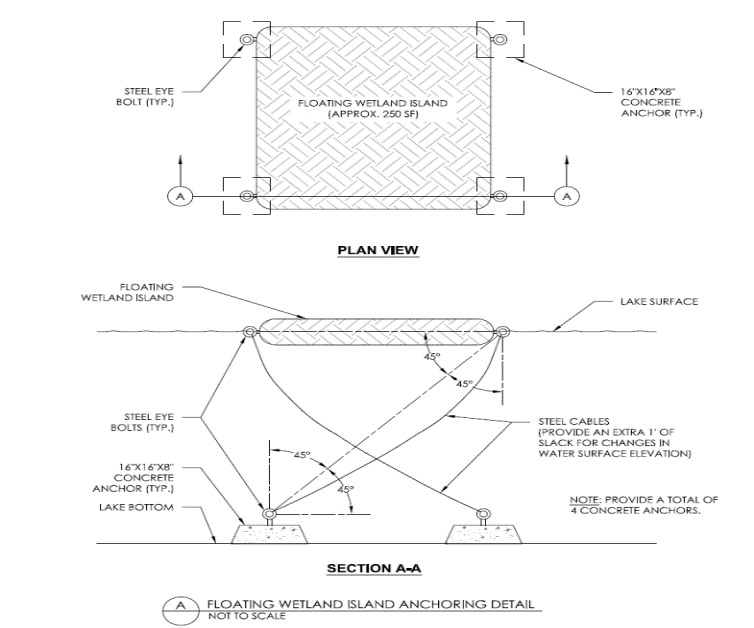 STEEL EYE
BOLT (TYP.)
FLOATING WETLAND ISLAND
(APPROX. 250 SF)
16"X16"X8"
CONCRETE
ANCHOR (TYP.)
A
A
PLAN VIEW
FLOATING
WETLAND ISLAND
LAKE SURFACE
45°
45°
STEEL EYE
BOLTS (TYP.)
STEEL CABLES
(PROVIDE AN EXTRA 1' OF
SLACK FOR CHANGES IN
WATER SURFACE ELEVATION)
45°
45°
16"X16"X8"
CONCRETE
ANCHOR (TYP.)
LAKE BOTTOM
NOTE: PROVIDE A TOTAL OF
4 CONCRETE ANCHORS.
SECTION A-A
A
FLOATING WETLAND ISLAND ANCHORING DETAIL
NOT TO SCALE